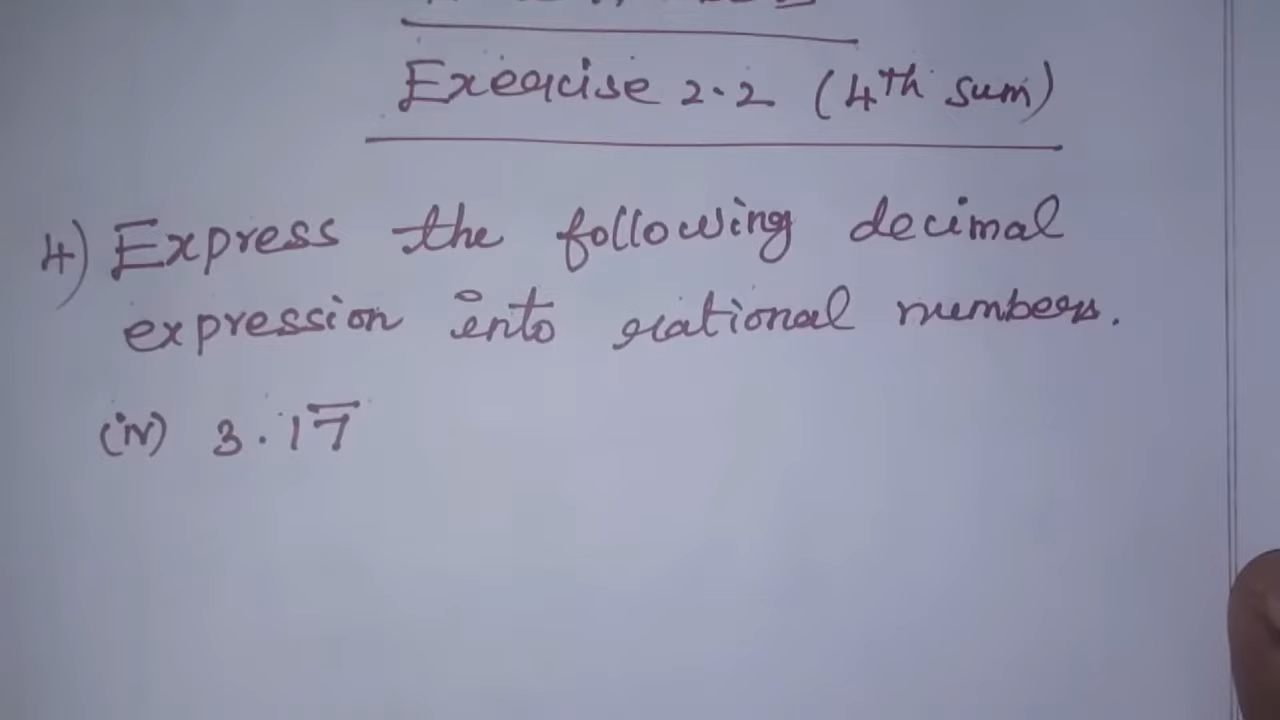 Exercise 2.2 (4th sum)
4) Express the following decimal
expression into rational numbers.
(iv) 3.17̅